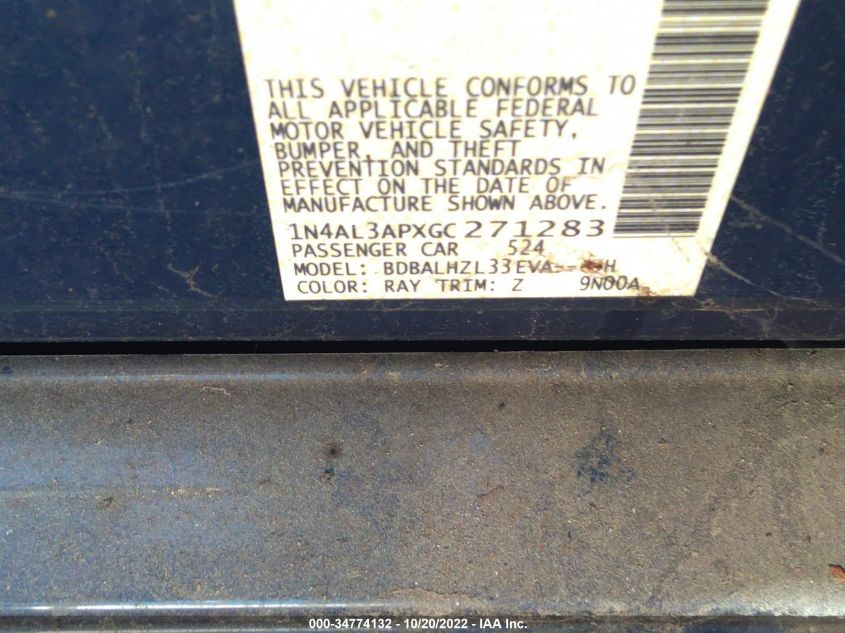 THIS VEHICLE CONFORMS TO
ALL APPLICABLE FEDERAL
MOTOR VEHICLE SAFETY,
BUMPER, AND THEFT
PREVENTION STANDARDS IN
EFFECT ON THE DATE OF
MANUFACTURE SHOWN ABOVE.
1N4AL3APXGC271283
PASSENGER CAR 524
MODEL: BDBALHZL33EVA
COLOR: RAY TRIM: Z 9N00A
000-34774132 - 10/20/2022 - IAA Inc.